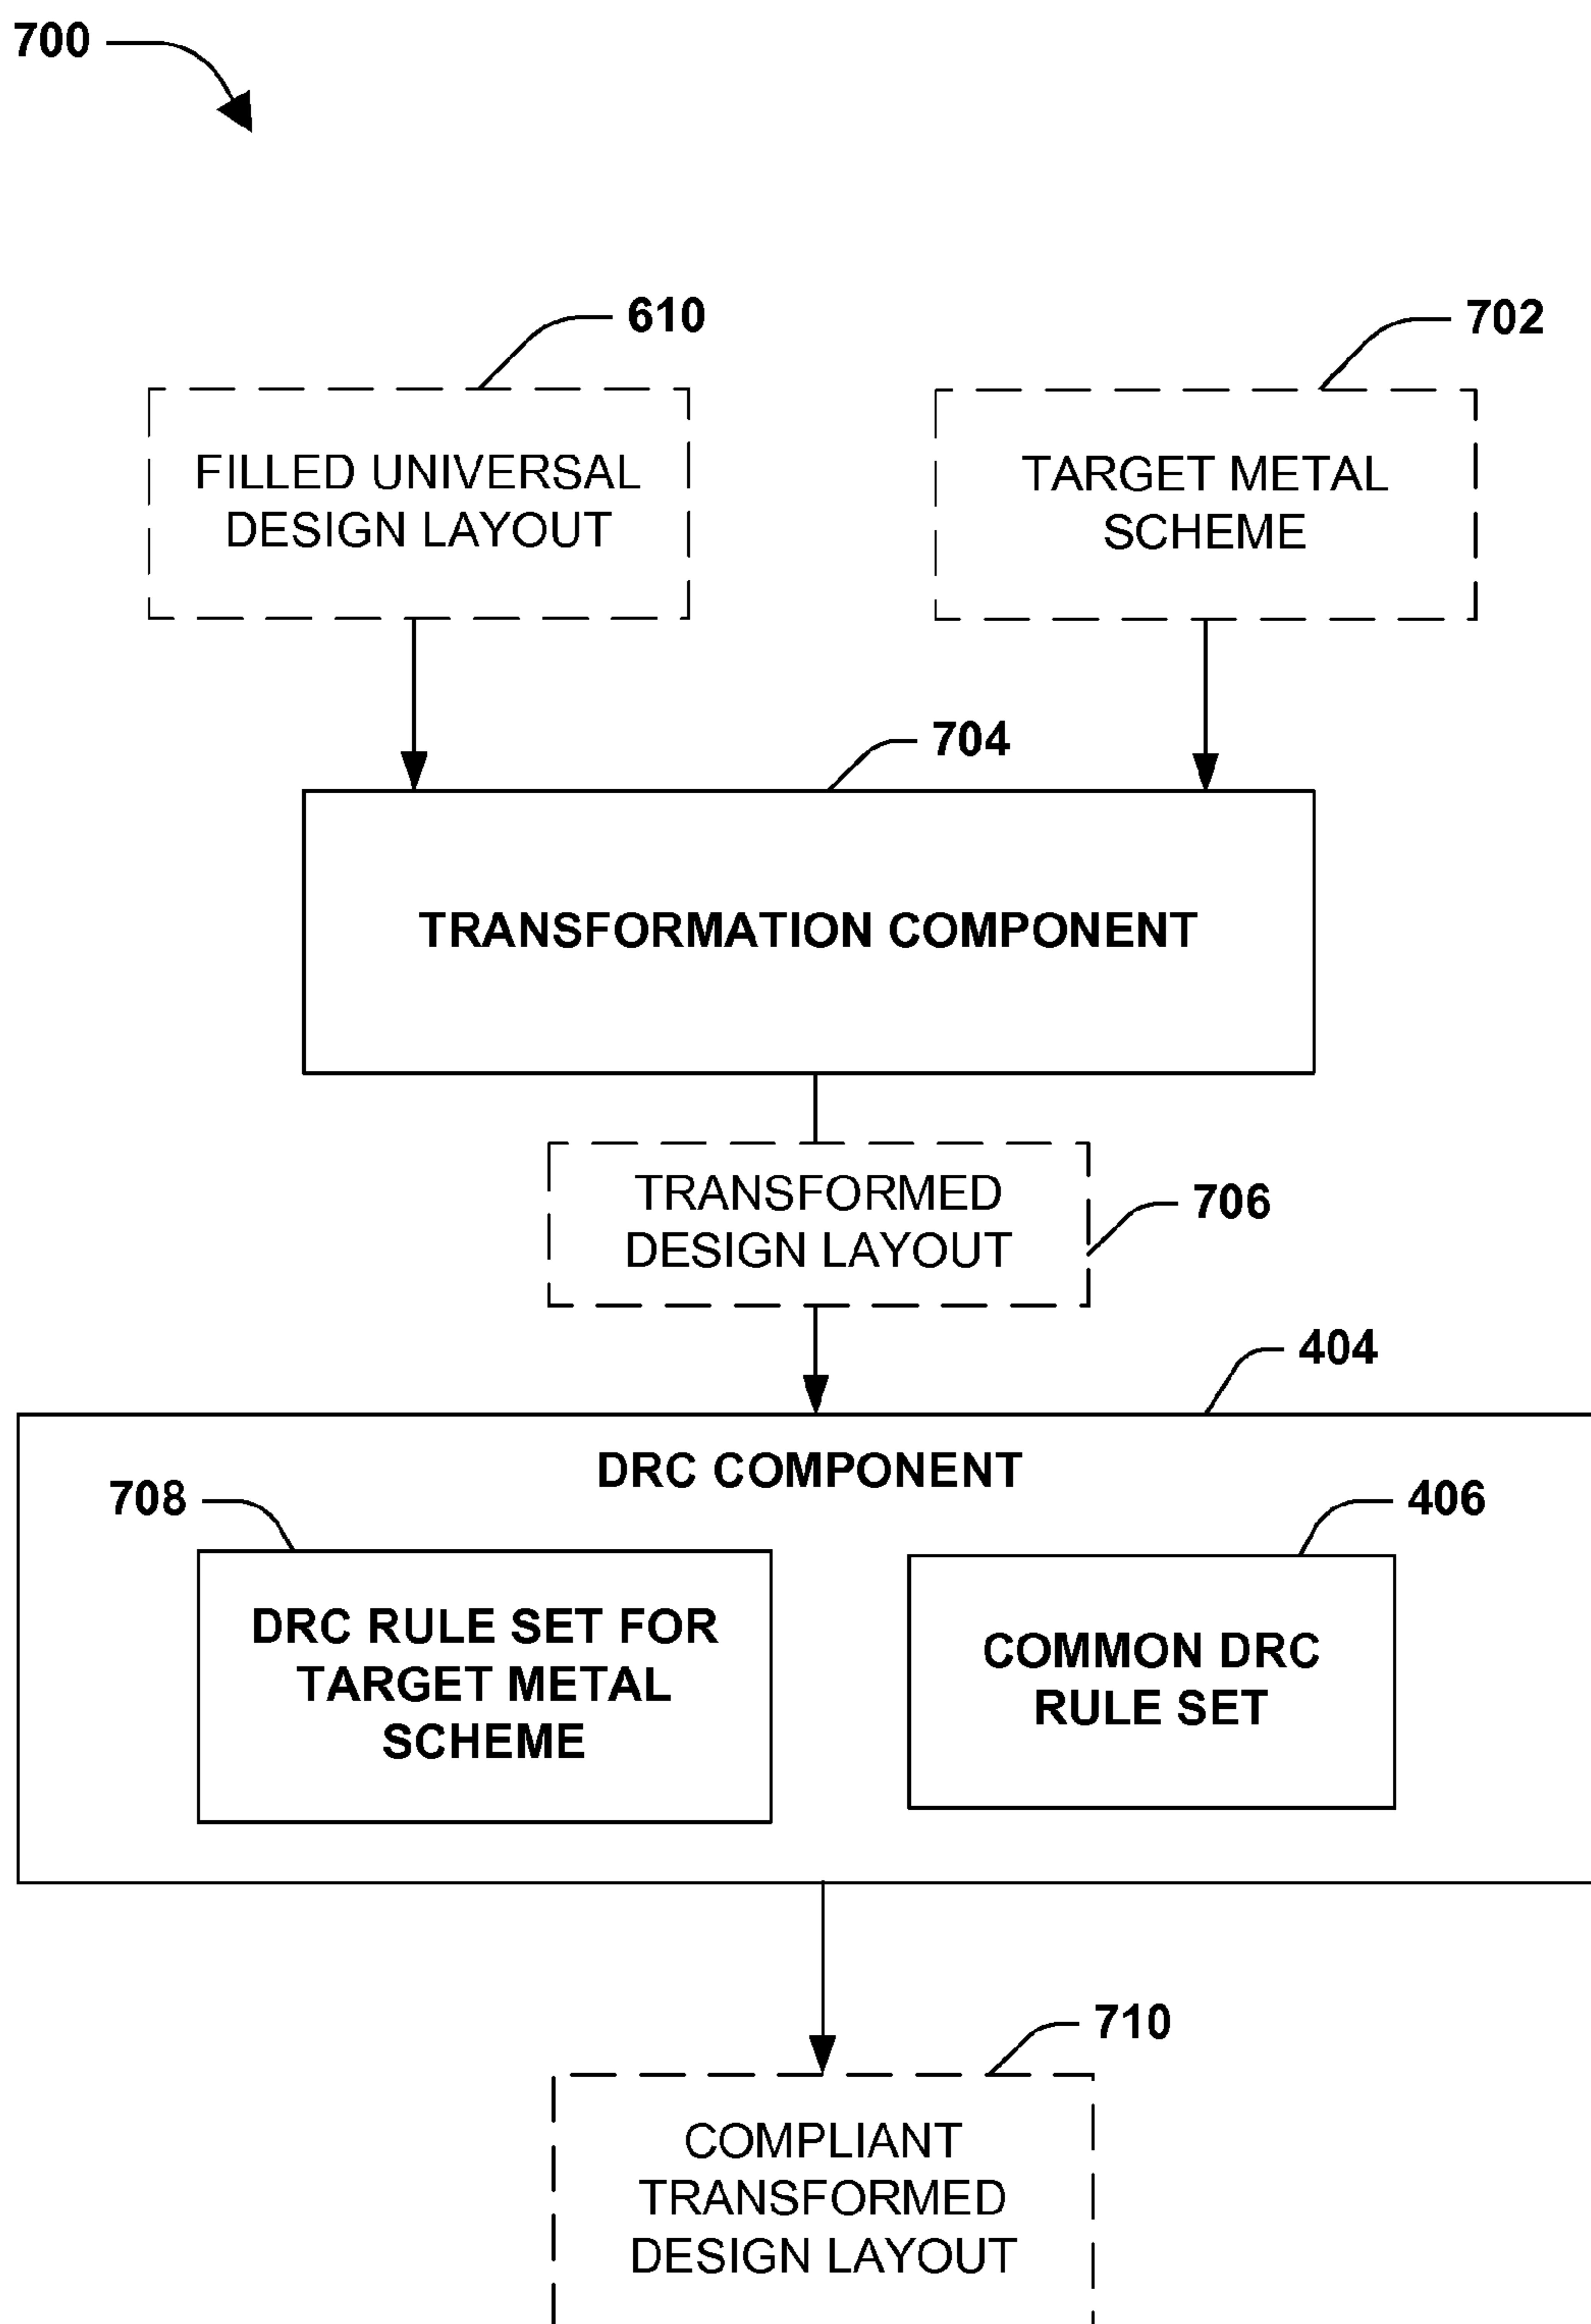 700
610
702
FILLED UNIVERSAL
DESIGN LAYOUT
TARGET METAL
SCHEME
704
TRANSFORMATION COMPONENT
TRANSFORMED
DESIGN LAYOUT
706
404
DRC COMPONENT
708
406
DRC RULE SET FOR
TARGET METAL
SCHEME
COMMON DRC
RULE SET
710
COMPLIANT
TRANSFORMED
DESIGN LAYOUT